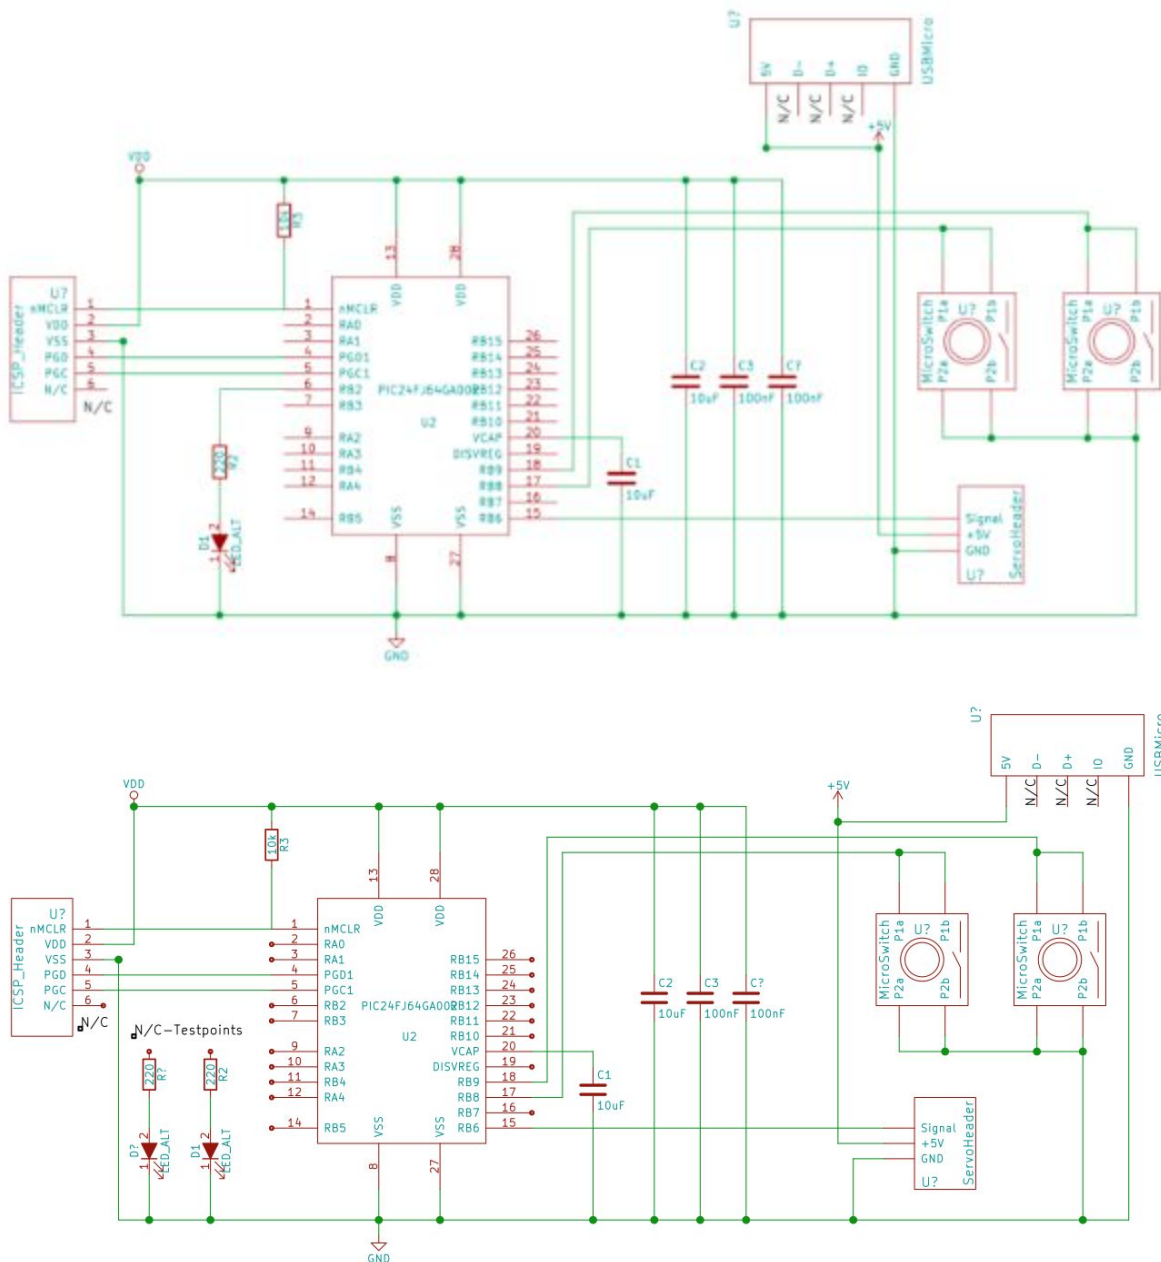 U?
USBMicro
5V
D-
D+
IO
GND
N/C
N/C
N/C
+5V
VDD
10k
R3
13
28
VDD
VDD
ICSP_Header
U?
nMCLR 1
VDD 2
VSS 3
PGD 4
PGC 5
N/C 6
N/C
1 nMCLR
2 RA0
3 RA1
4 PGD1
5 PGC1
6 RB2
7 RB3
9 RA2
10 RA3
11 RB4
12 RA4
14 RB5
PIC24FJ64GA002
U2
RB15 26
RB14 25
RB13 24
RB12 23
RB11 22
RB10 21
VCAP 20
DISVREG 19
RB9 18
RB8 17
RB7 16
RB6 15
VSS
VSS
8
27
220
R2
D1
2
1
LED_ALT
C1
10uF
C2
10uF
C3
100nF
C?
100nF
MicroSwitch
U?
P1a
P1b
P2a
P2b
MicroSwitch
U?
P1a
P1b
P2a
P2b
Signal
+5V
GND
U?
ServoHeader
GND
U?
USBMicro
5V
D-
D+
IO
GND
N/C
N/C
N/C
+5V
VDD
10k
R3
13
28
VDD
VDD
ICSP_Header
U?
nMCLR 1
VDD 2
VSS 3
PGD 4
PGC 5
N/C 6
N/C
N/C-Testpoints
1 nMCLR
2 RA0
3 RA1
4 PGD1
5 PGC1
6 RB2
7 RB3
9 RA2
10 RA3
11 RB4
12 RA4
14 RB5
PIC24FJ64GA002
U2
RB15 26
RB14 25
RB13 24
RB12 23
RB11 22
RB10 21
VCAP 20
DISVREG 19
RB9 18
RB8 17
RB7 16
RB6 15
VSS
VSS
8
27
220
R?
220
R2
D?
2
1
LED_ALT
D1
2
1
LED_ALT
C1
10uF
C2
10uF
C3
100nF
C?
100nF
MicroSwitch
U?
P1a
P1b
P2a
P2b
MicroSwitch
U?
P1a
P1b
P2a
P2b
Signal
+5V
GND
U?
ServoHeader
GND